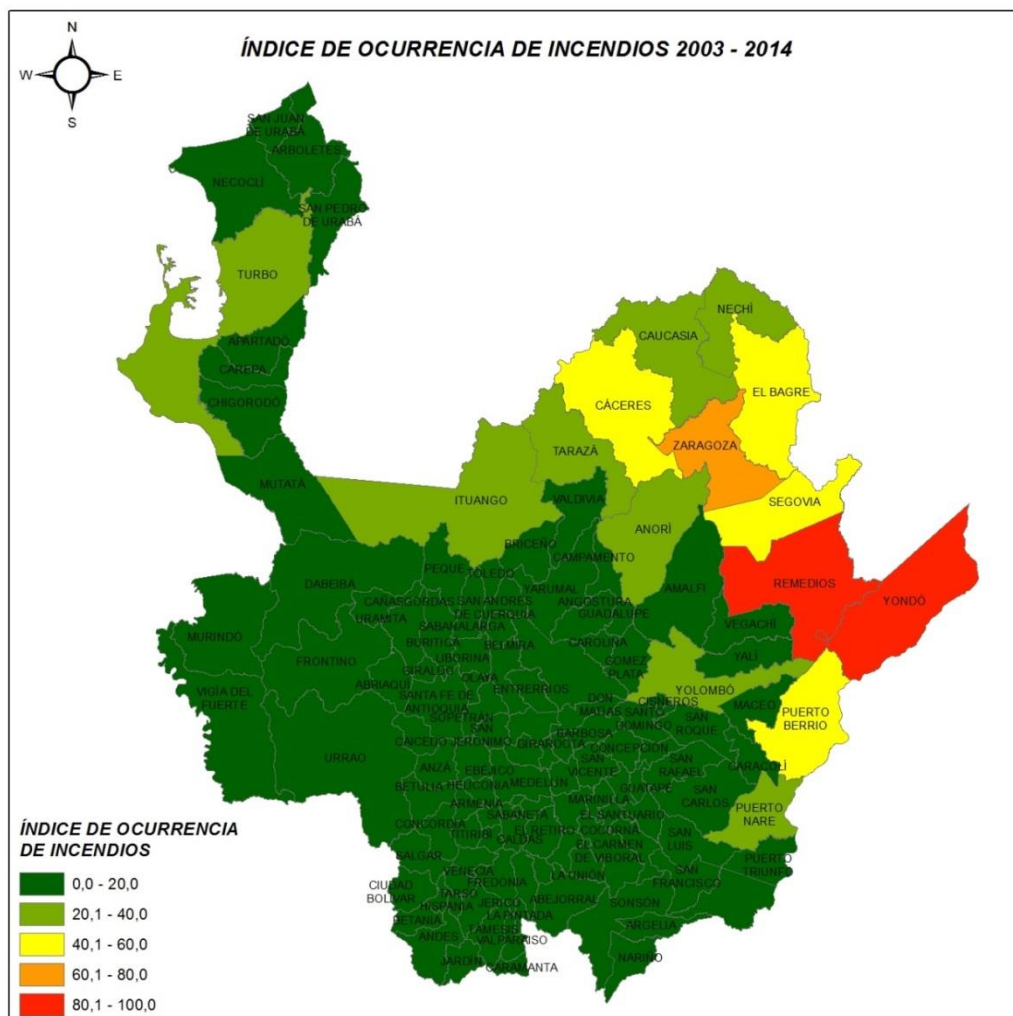 ÍNDICE DE OCURRENCIA DE INCENDIOS 2003 - 2014
N
W
E
S
SAN JUAN
DE URABÁ
ARBOLETES
NECOCLÍ
SAN PEDRO
DE URABÁ
TURBO
APARTADÓ
CAREPA
CHIGORODÓ
MUTATÁ
NECHÍ
CAUCASIA
EL BAGRE
CÁCERES
ZARAGOZA
TARAZÁ
SEGOVIA
ITUANGO
VALDIVIA
ANORÌ
BRICEÑO
CAMPAMENTO
REMEDIOS
YONDÓ
DABEIBA
PEQUE
TOLEDO
YARUMAL
AMALFI
CAÑASGORDAS
SAN ANDRES
DE CUERQUIA
ANGOSTURA
URAMITA
SABANALARGA
GUADALUPE
VEGACHÍ
MURINDÓ
BURITICÁ
BELMIRA
CAROLINA
YALÍ
FRONTINO
LIBORINA
GIRALDO
GOMEZ
PLATA
ABRIAQUÍ
OLAYA
ENTRERRIOS
YOLOMBÓ
VIGÍA DEL
FUERTE
SANTA FE DE
ANTIOQUIA
DON
MATIAS
CISNEROS
SANTO
DOMINGO
MACEO
SOPETRÁN
SAN
JERÓNIMO
SAN
ROQUE
PUERTO
BERRIO
CAICEDO
GIRARDOTA
BARBOSA
CONCEPCIÓN
URRAO
ANZÁ
EBÉJICO
SAN
VICENTE
SAN
RAFAEL
CARACOLÍ
BETULIA
HELICONIA
MEDELLÍN
GUATAPÉ
SAN
CARLOS
ARMENIA
MARINILLA
PUERTO
NARE
CONCORDIA
SABANETA
EL SANTUARIO
TITIRIBÍ
CALDAS
EL RETIRO
COCORNÁ
SAN
LUIS
SALGAR
EL CARMEN
DE VIBORAL
PUERTO
TRIUNFO
VENECIA
FREDONIA
LA UNIÓN
SAN
FRANCISCO
CIUDAD
BOLÍVAR
TARSO
HISPANIA
JERICÓ
ABEJORRAL
SONSÓN
BETANIA
LA PINTADA
ARGELIA
ANDES
TÁMESIS
VALPARAISO
NARIÑO
JARDÍN
CARAMANTA
ÍNDICE DE OCURRENCIA
DE INCENDIOS
0,0 - 20,0
20,1 - 40,0
40,1 - 60,0
60,1 - 80,0
80,1 - 100,0